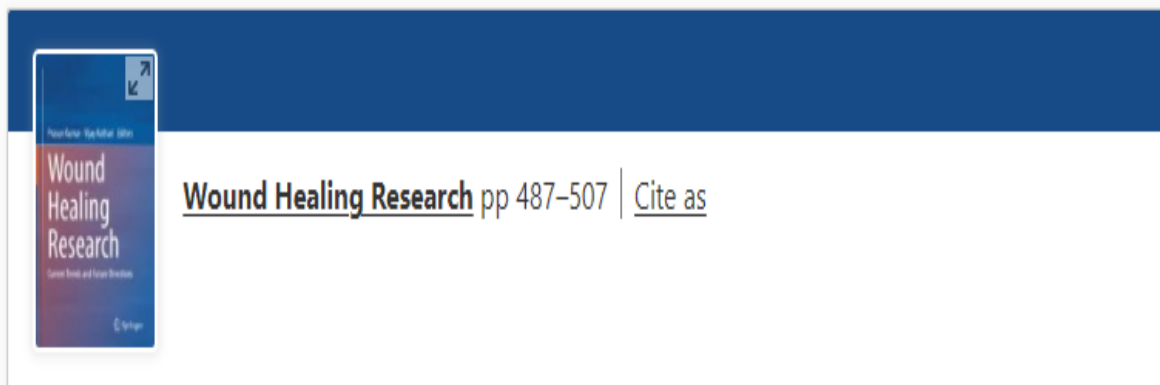 Prasun Kumar · Vijay Kothari Editors
Wound
Healing
Research
Current Trends and Future Directions
Springer
Wound Healing Research pp 487–507 | Cite as